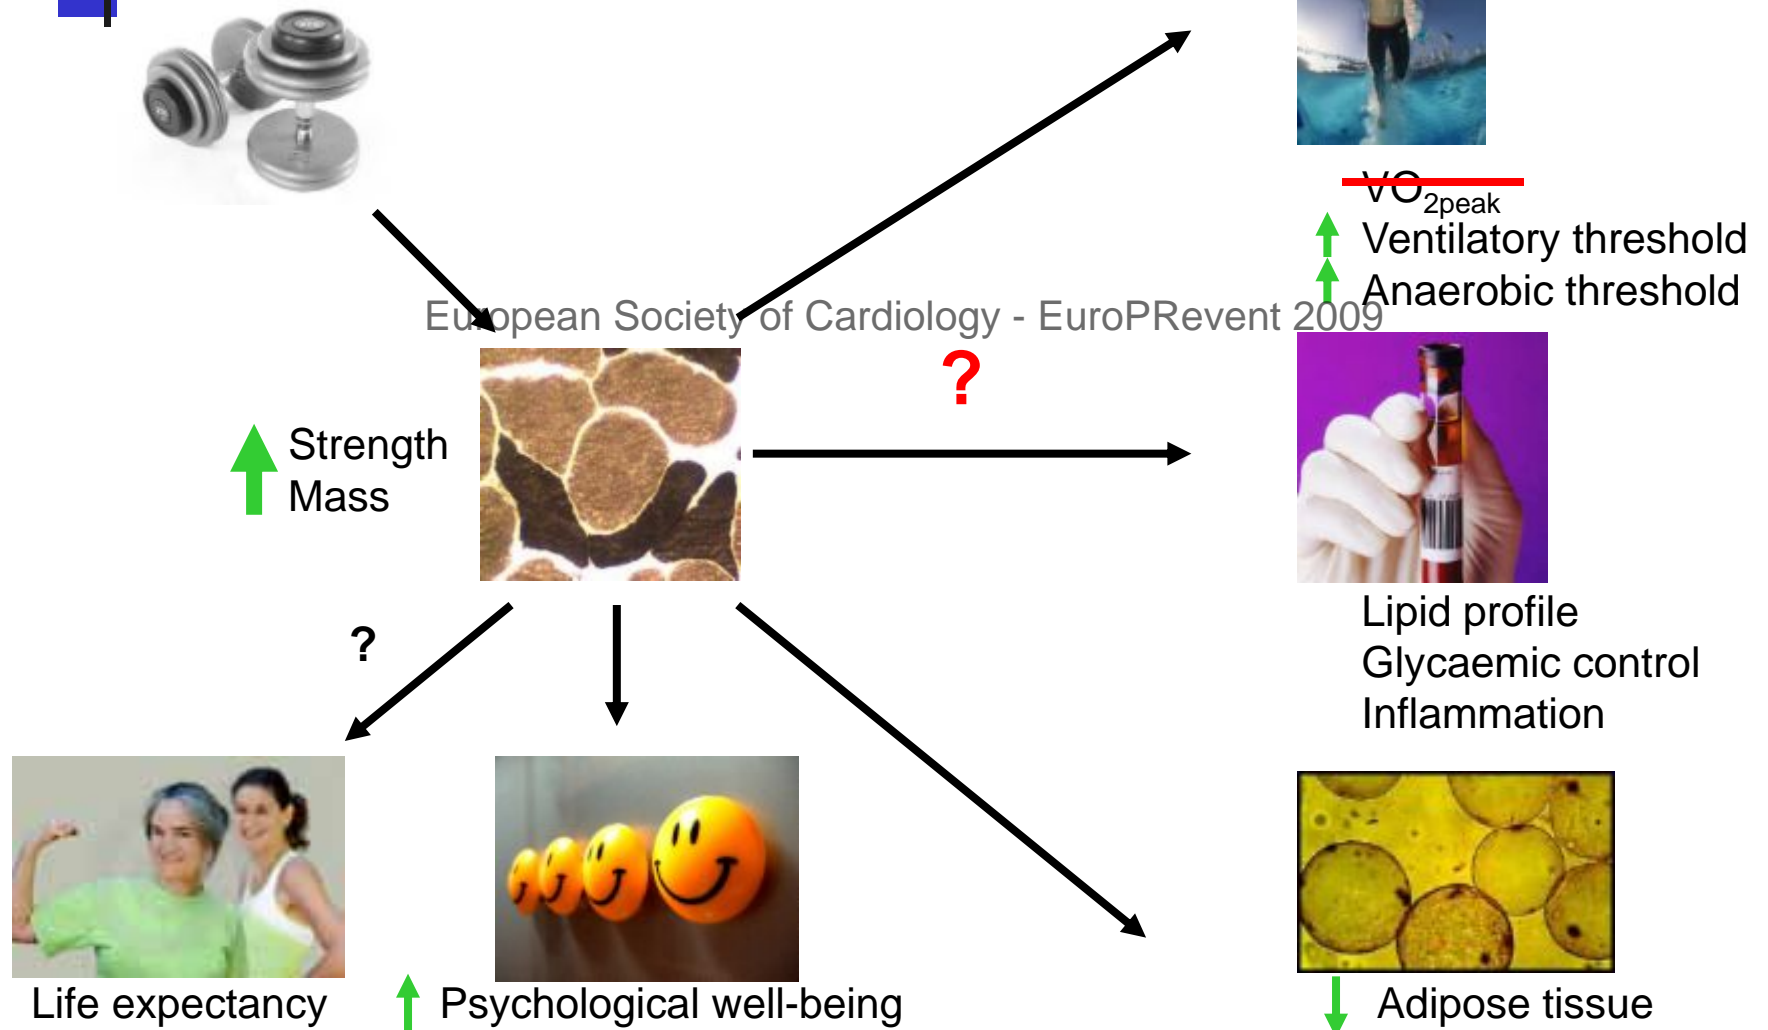 VO2peak
Ventilatory threshold
Anaerobic threshold
European Society of Cardiology - EuroPRevent 2009
?
Strength
Mass
Lipid profile
Glycaemic control
Inflammation
?
Life expectancy
Psychological well-being
Adipose tissue